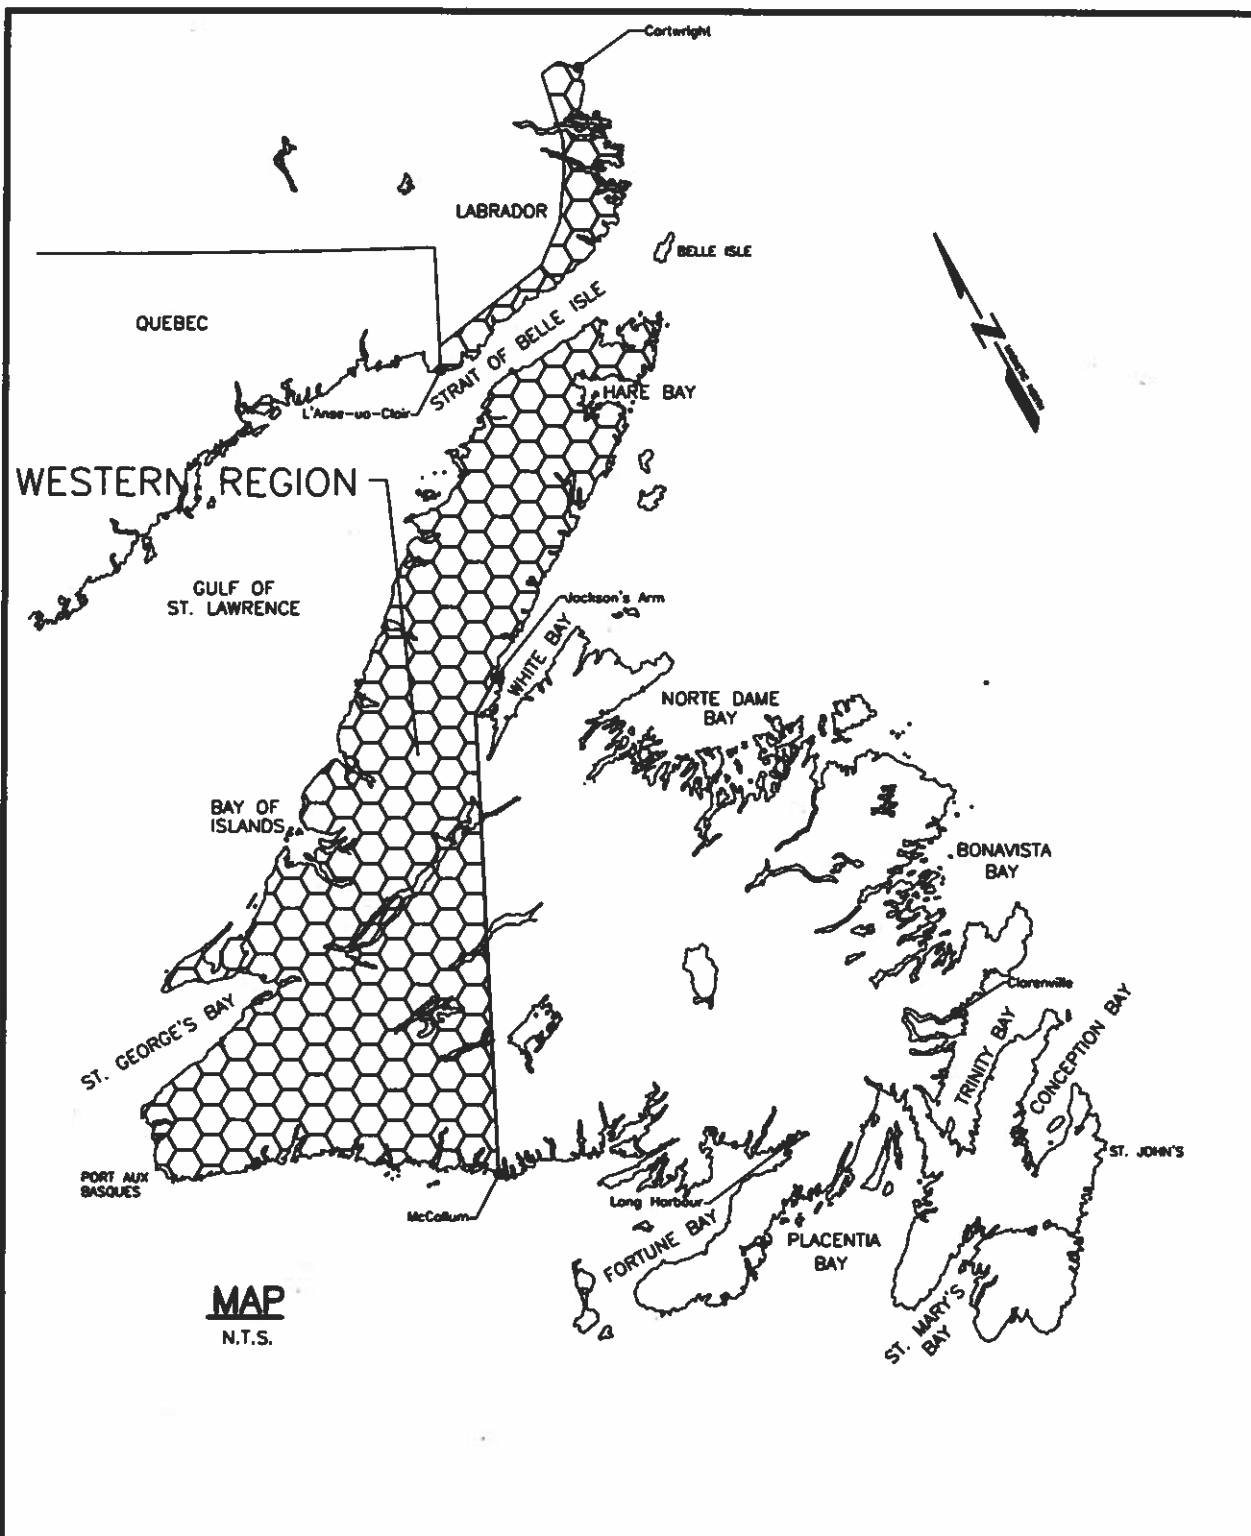 Cartwright
LABRADOR
BELLE ISLE
QUEBEC
STRAIT OF BELLE ISLE
HARE BAY
L'Anse-ua-Clair
WESTERN REGION
GULF OF
ST. LAWRENCE
Jackson's Arm
WHITE BAY
NORTE DAME
BAY
BAY OF
ISLANDS
BONAVISTA
BAY
Clarenville
ST. GEORGE'S BAY
TRINITY BAY
CONCEPTION BAY
ST. JOHN'S
PORT AUX
BASQUES
McCallum
Long Harbour
FORTUNE BAY
PLACENTIA
BAY
ST. MARY'S
BAY
MAP
N.T.S.
N